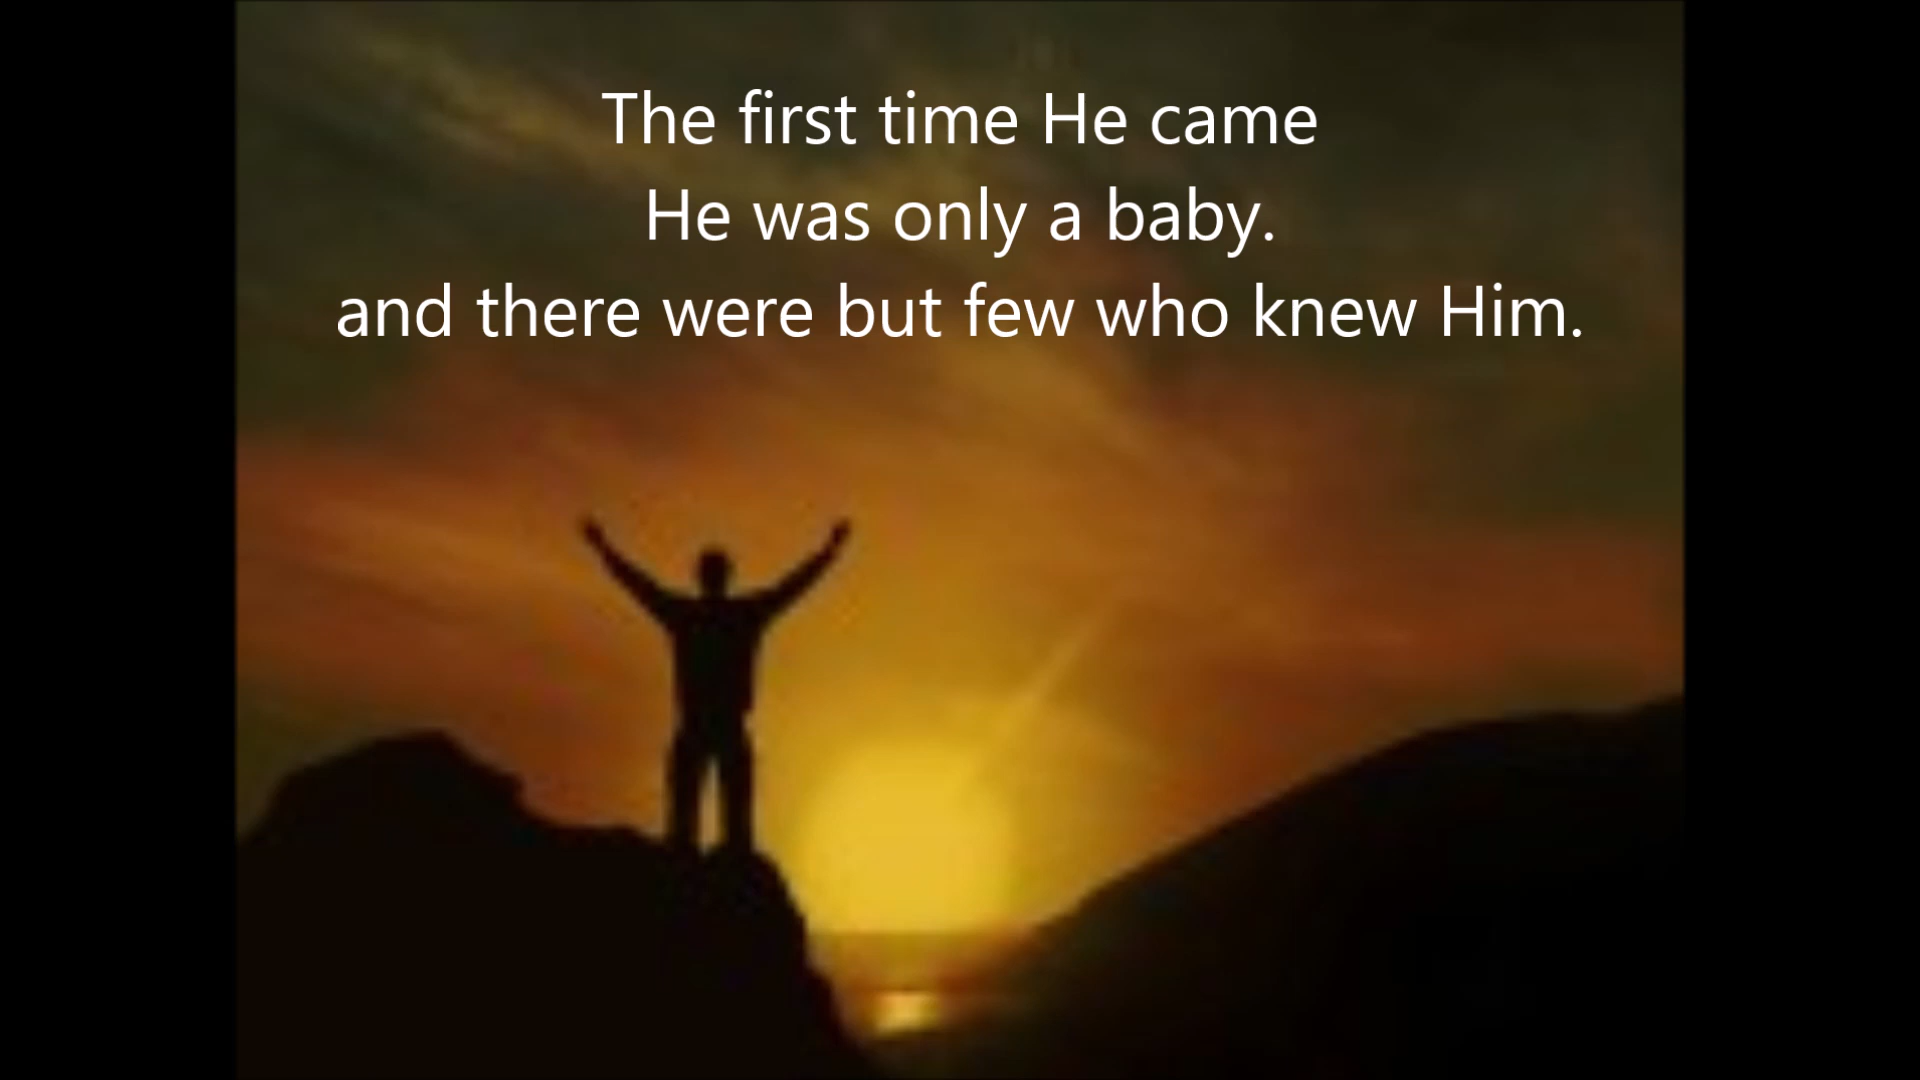 The first time He came
He was only a baby.
and there were but few who knew Him.